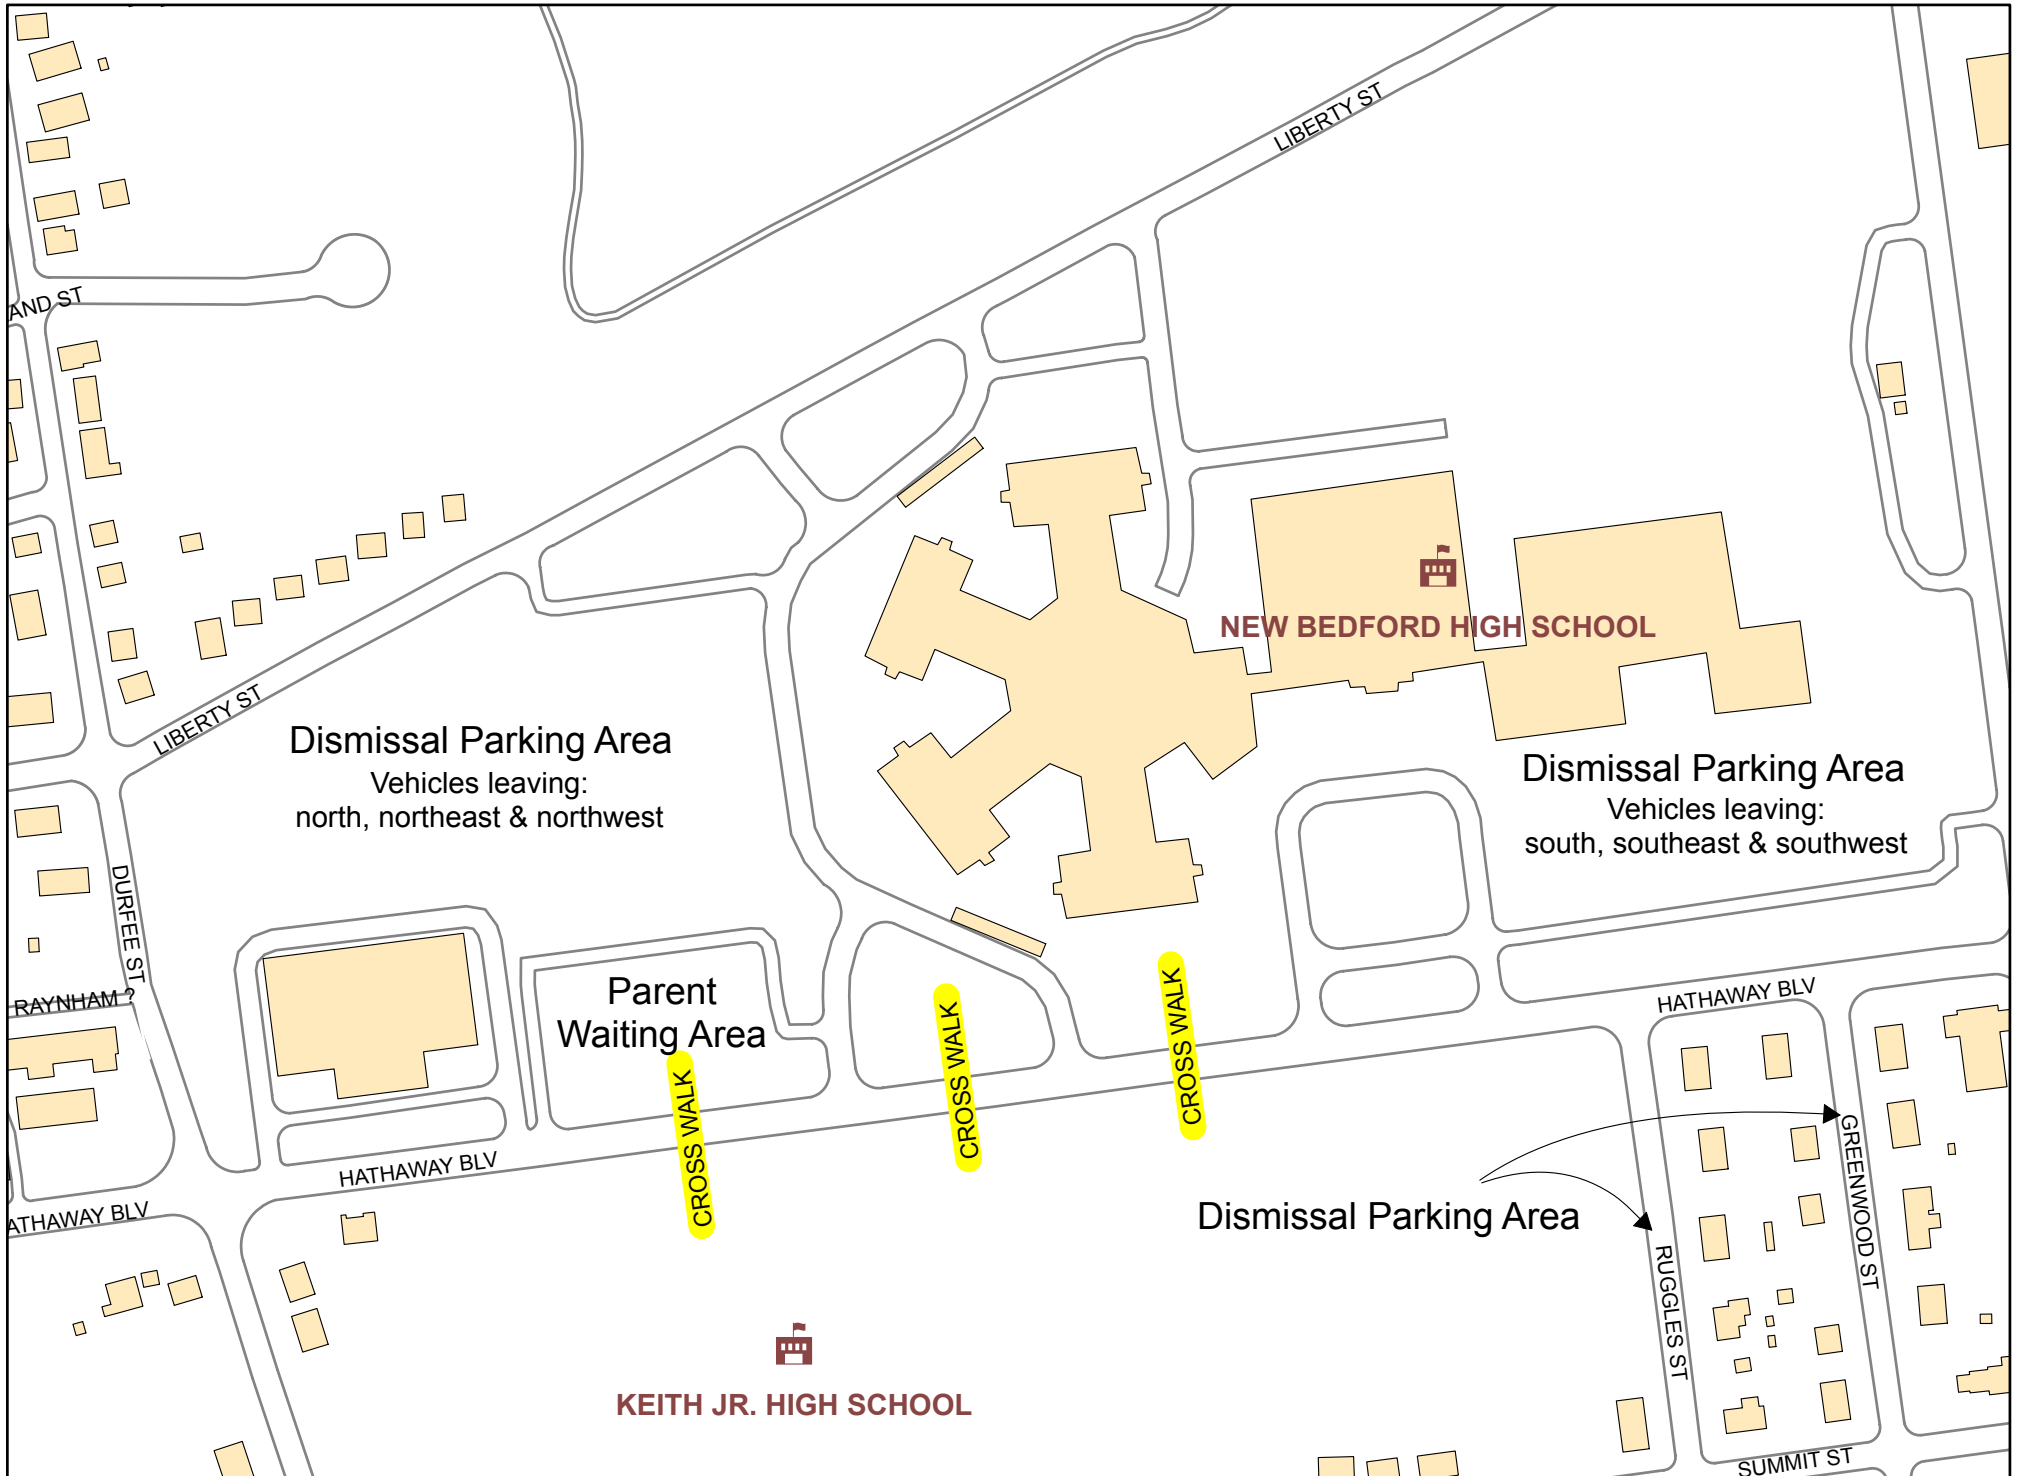 LIBERTY ST
AND ST
NEW BEDFORD HIGH SCHOOL
LIBERTY ST
Dismissal Parking Area
Vehicles leaving:
north, northeast & northwest
Dismissal Parking Area
Vehicles leaving:
south, southeast & southwest
DURFEE ST
RAYNHAM ?
Parent
Waiting Area
CROSS WALK
CROSS WALK
CROSS WALK
HATHAWAY BLV
HATHAWAY BLV
ATHAWAY BLV
Dismissal Parking Area
GREENWOOD ST
RUGGLES ST
KEITH JR. HIGH SCHOOL
SUMMIT ST